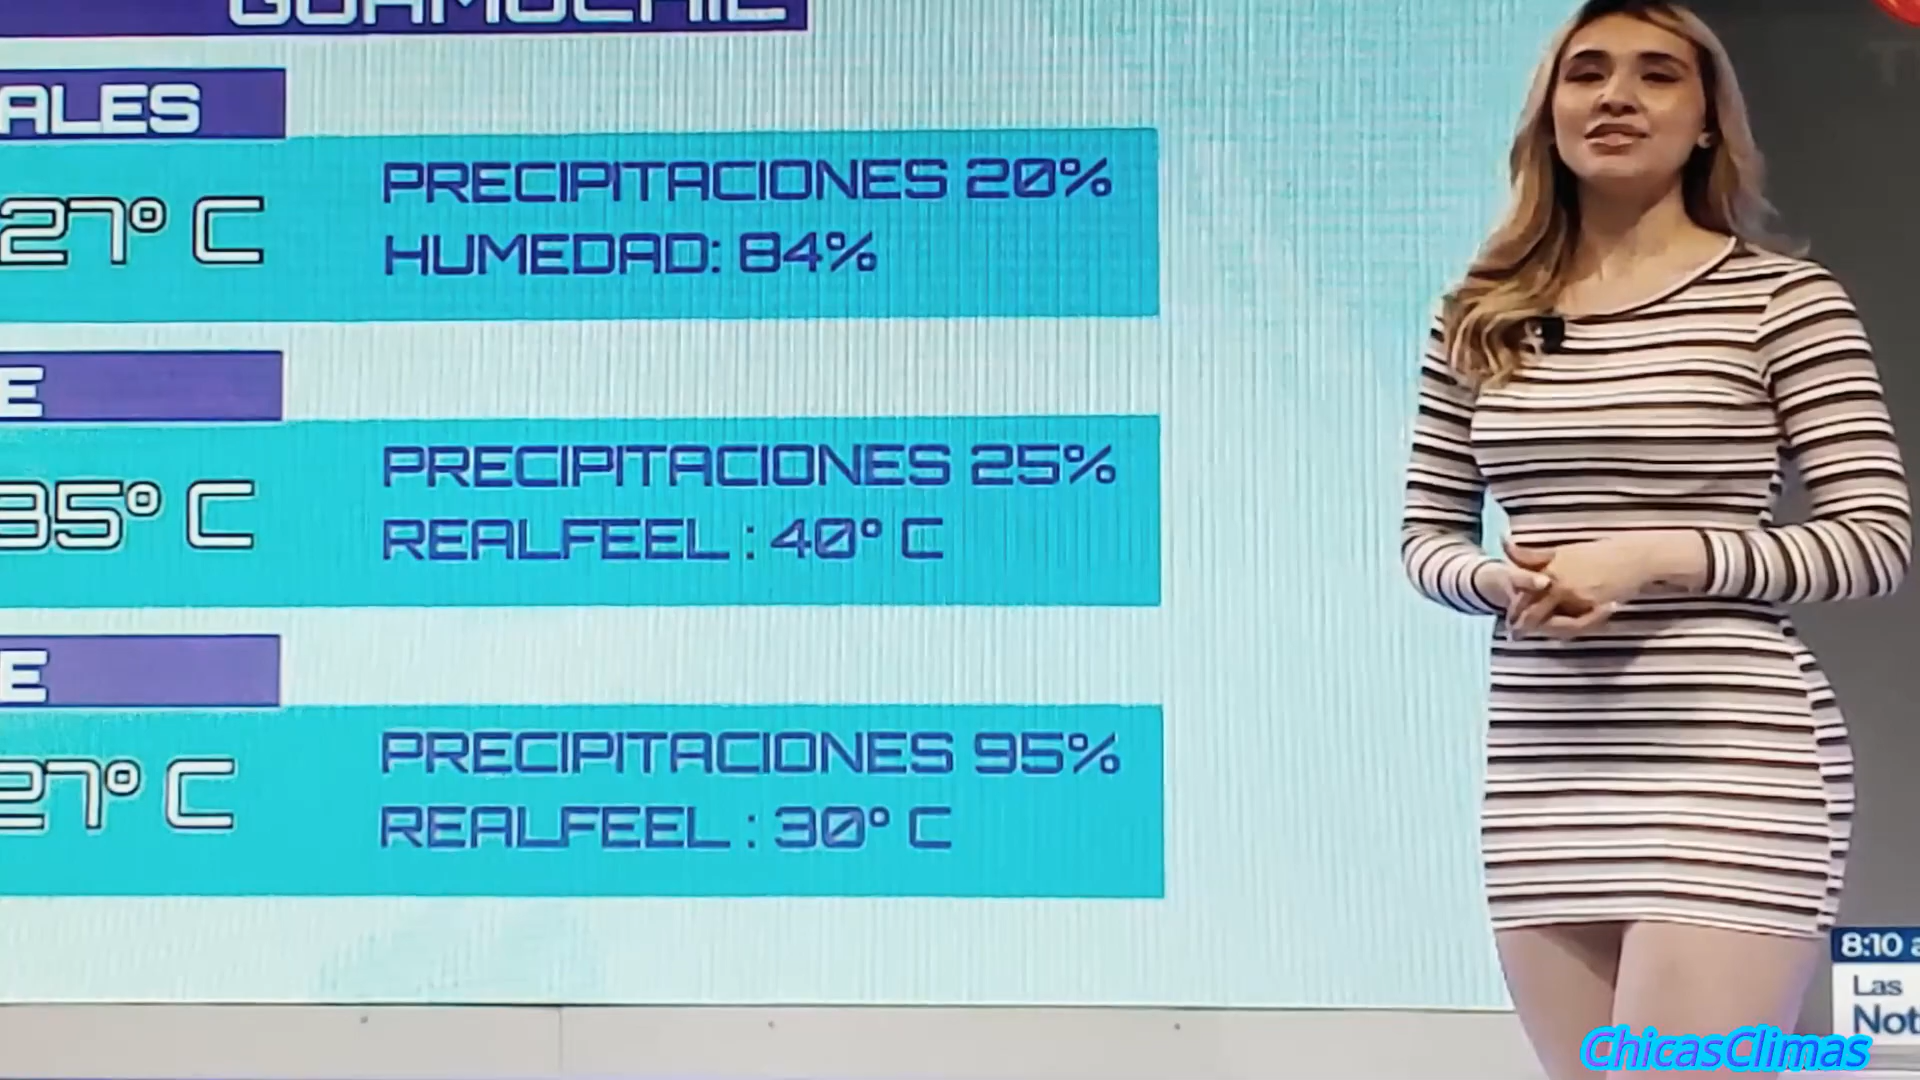 GUAMUCHIL
ALES
27° C
PRECIPITACIONES 20%
HUMEDAD: 84%
E
35° C
PRECIPITACIONES 25%
REALFEEL : 40° C
E
27° C
PRECIPITACIONES 95%
REALFEEL : 30° C
8:10 a
Las
Not
ChicasClimas